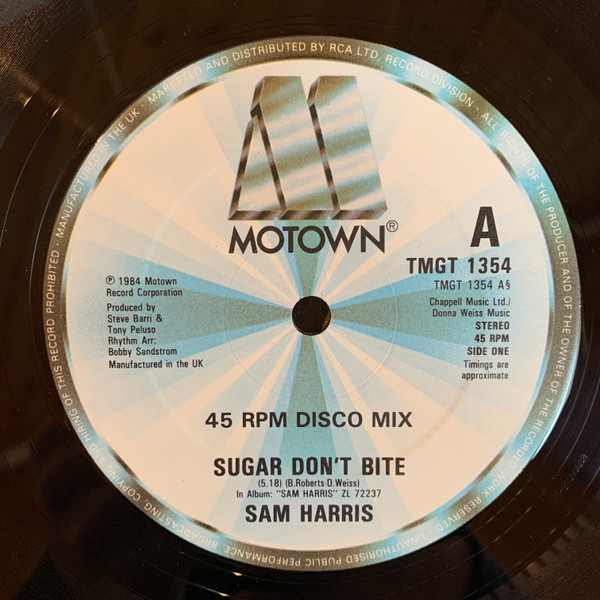 MANUFACTURED IN THE UK · MARKETED AND DISTRIBUTED BY RCA LTD. RECORD DIVISION · ALL RIGHTS OF THE PRODUCER AND OF THE OWNER OF THE RECORDED WORK RESERVED · UNAUTHORISED PUBLIC PERFORMANCE, BROADCASTING, COPYING AND HIRING OF THIS RECORD PROHIBITED ·
MOTOWN®
A
TMGT 1354
TMGT 1354 A§
℗ 1984 Motown
Record Corporation
Produced by
Steve Barri &
Tony Peluso
Rhythm Arr:
Bobby Sandstrom
Manufactured in the UK
Chappell Music Ltd./
Donna Weiss Music
STEREO
45 RPM
SIDE ONE
Timings are
approximate
45 RPM DISCO MIX
SUGAR DON'T BITE
(5.18) (B.Roberts-D.Weiss)
In Album: "SAM HARRIS" ZL 72237
SAM HARRIS